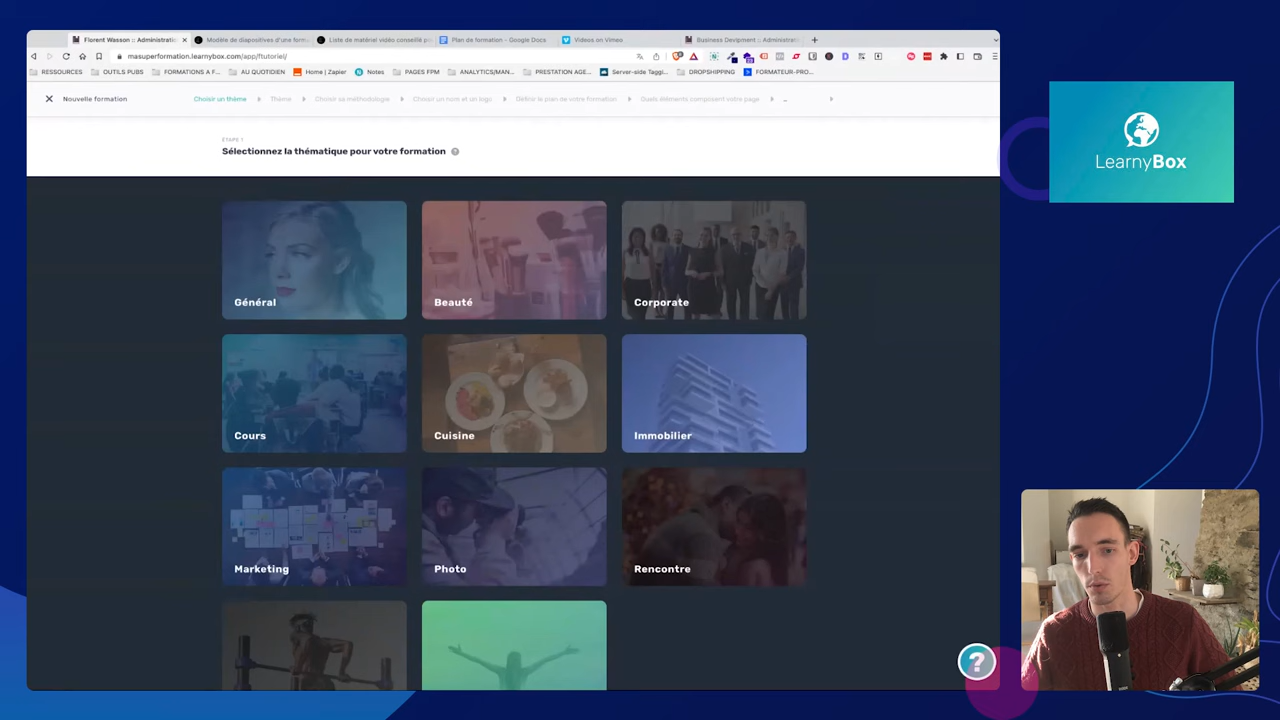 Florent Wasson :: Administratio
Modèle de diapositives d'une form
Liste de matériel vidéo conseillé po
Plan de formation - Google Docs
Videos on Vimeo
Business Devlpment :: Administratio
masuperformation.learnybox.com/app/ftutoriel/
RESSOURCES
OUTILS PUBS
FORMATIONS A F...
AU QUOTIDIEN
Home | Zapier
Notes
PAGES FPM
ANALYTICS/MAN...
PRESTATION AGE...
Server-side Taggi...
DROPSHIPPING
FORMATEUR-PRO...
Nouvelle formation
Choisir un thème
Thème
Choisir sa méthodologie
Choisir un nom et un logo
Définir le plan de votre formation
Quels éléments composent votre page
...
ÉTAPE 1
Sélectionnez la thématique pour votre formation ?
LearnyBox
Général
Beauté
Corporate
Cours
Cuisine
Immobilier
Marketing
Photo
Rencontre
?